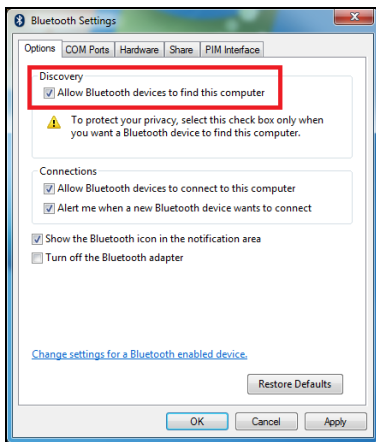 Bluetooth Settings
Options COM Ports Hardware Share PIM Interface
Discovery
Allow Bluetooth devices to find this computer
To protect your privacy, select this check box only when
you want a Bluetooth device to find this computer.
Connections
Allow Bluetooth devices to connect to this computer
Alert me when a new Bluetooth device wants to connect
Show the Bluetooth icon in the notification area
Turn off the Bluetooth adapter
Change settings for a Bluetooth enabled device.
Restore Defaults
OK Cancel Apply